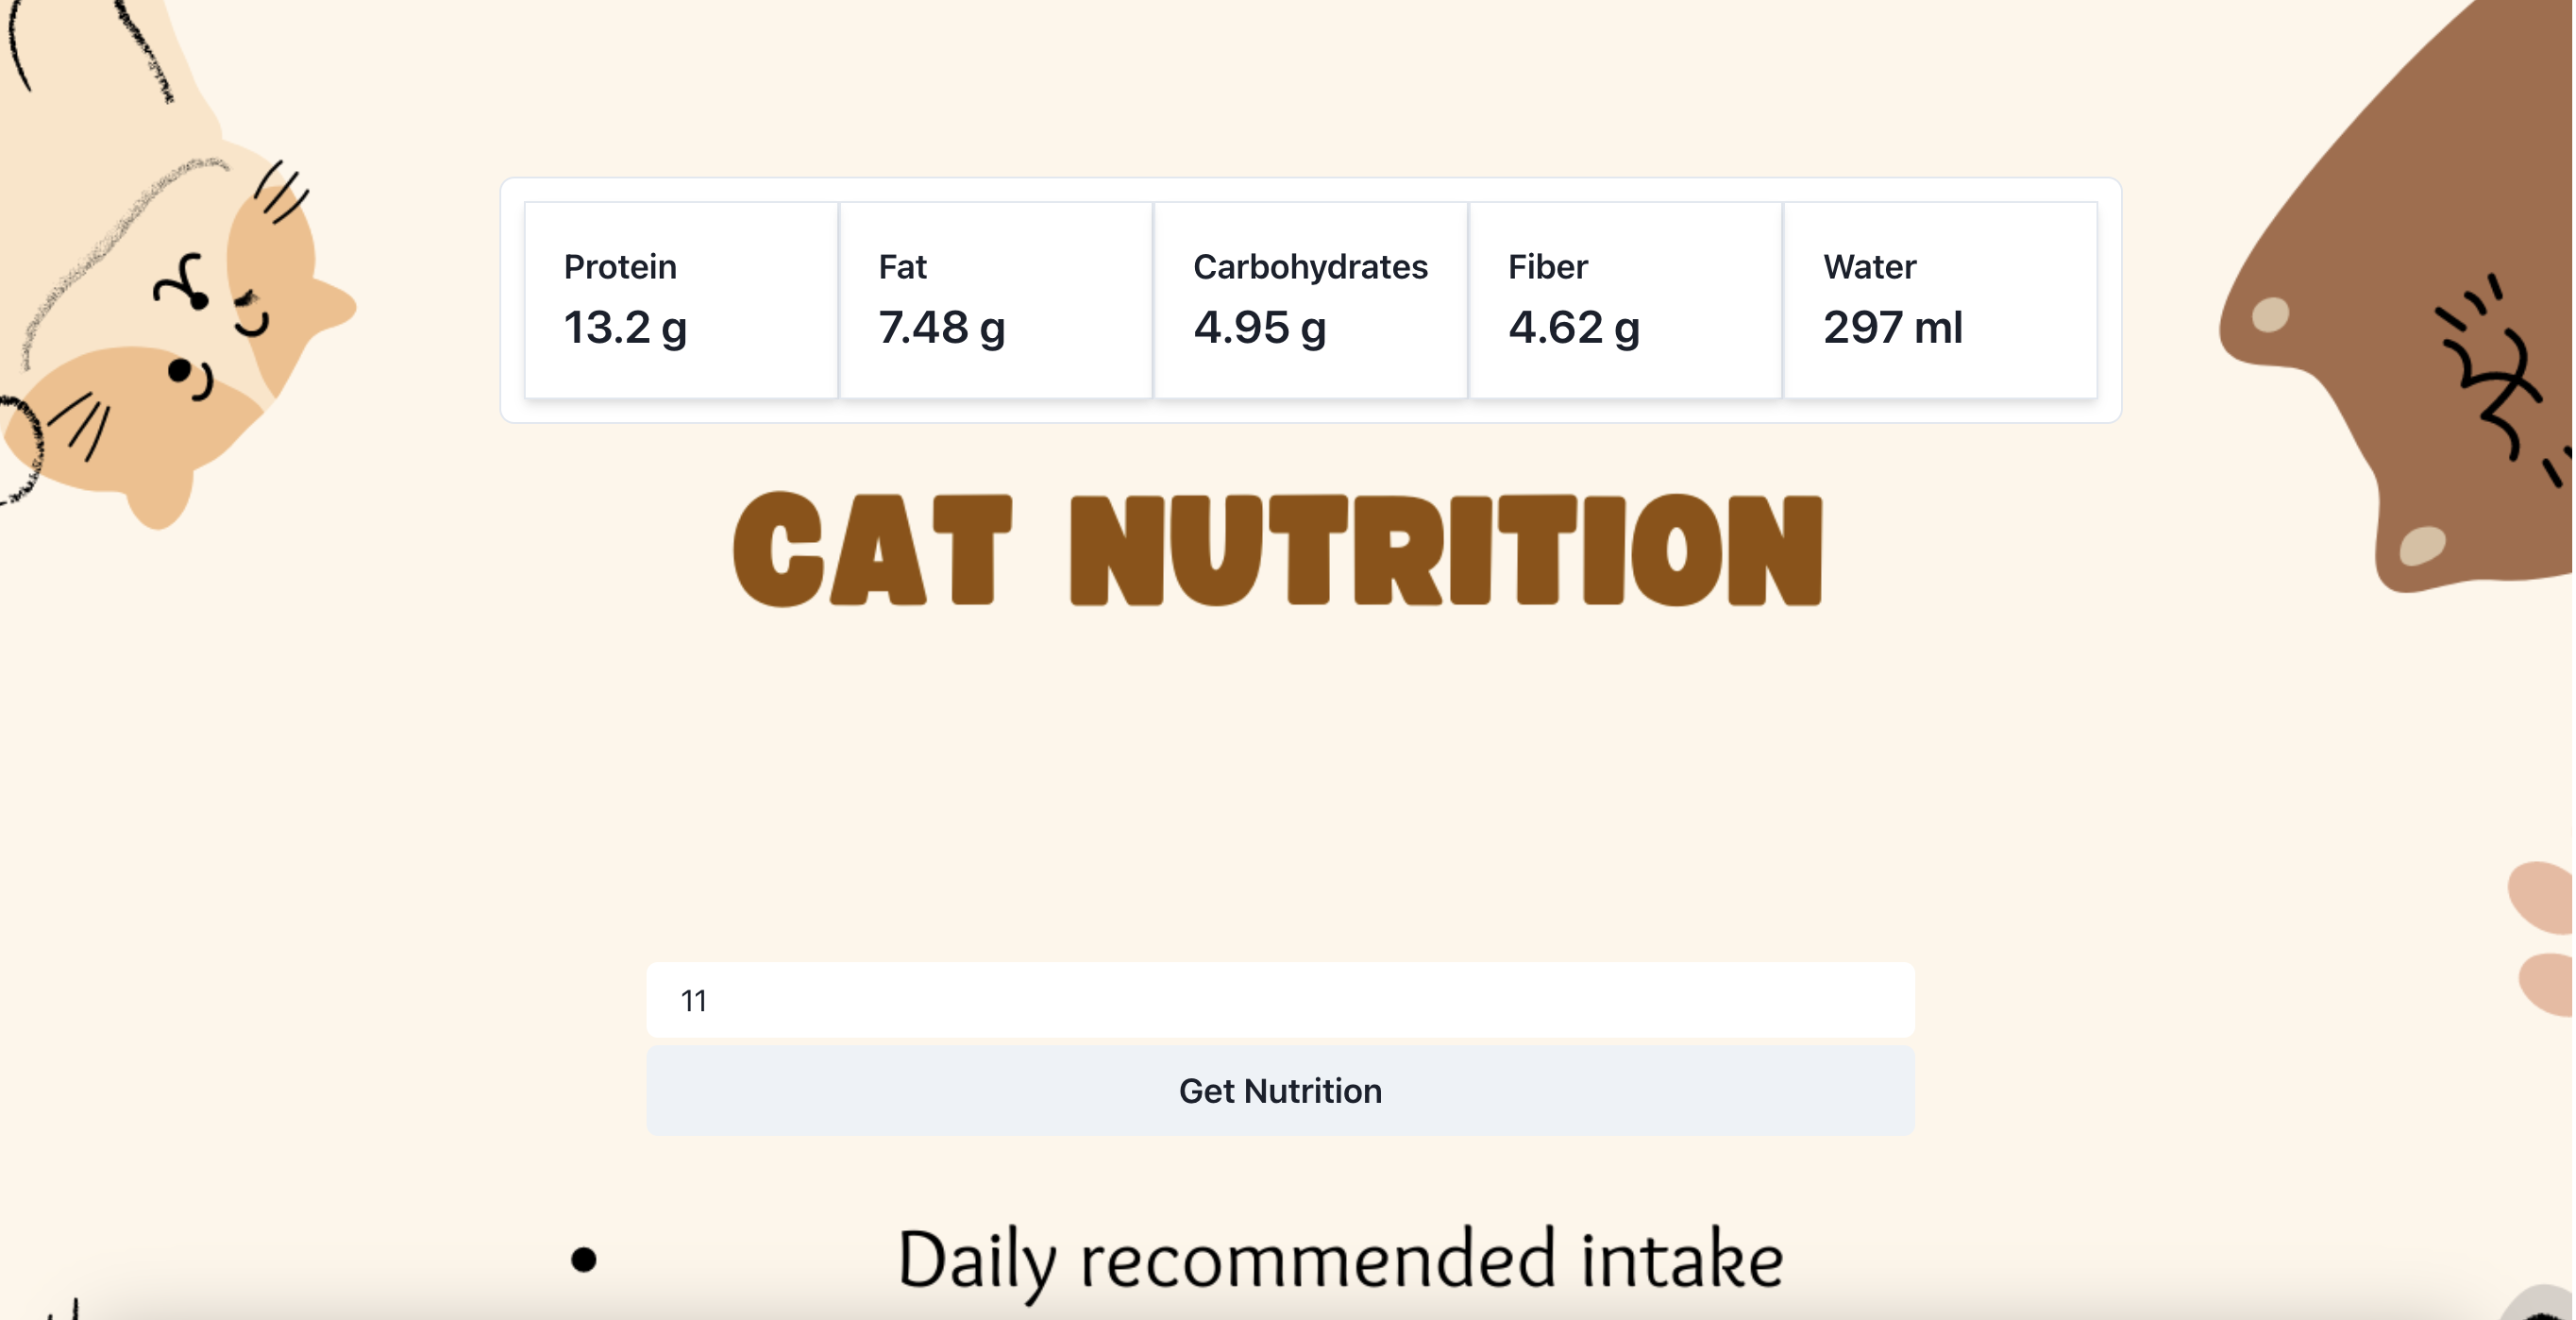 Protein Fat Carbohydrates Fiber Water
13.2 g 7.48 g 4.95 g 4.62 g 297 ml
CAT NUTRITION
11
Get Nutrition
• Daily recommended intake